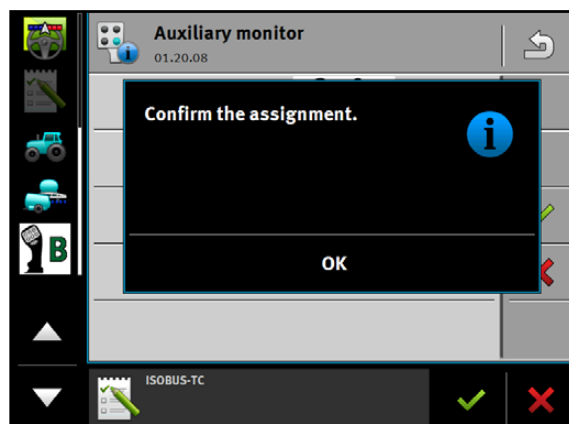 Auxiliary monitor
01.20.08
Confirm the assignment.
OK
B
ISOBUS-TC